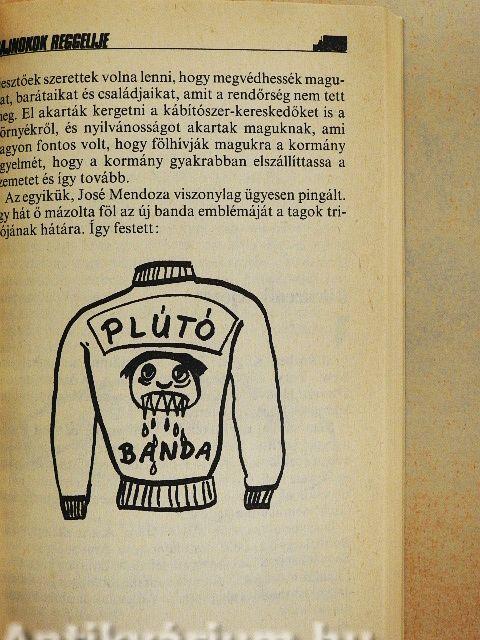 AJNOKOK REGGELIJE
esztőek szerettek volna lenni, hogy megvédhessék magu-
at, barátaikat és családjaikat, amit a rendőrség nem tett
neg. El akarták kergetni a kábítószer-kereskedőket is a
örnyékről, és nyilvánosságot akartak maguknak, ami
agyon fontos volt, hogy fölhívják magukra a kormány
gyelmét, hogy a kormány gyakrabban elszállíttassa a
zemetet és így tovább.
Az egyikük, José Mendoza viszonylag ügyesen pingált.
gy hát ő mázolta föl az új banda emblémáját a tagok tri-
ójának hátára. Így festett:
PLÚTÓ
BANDA
Antikvárium.hu